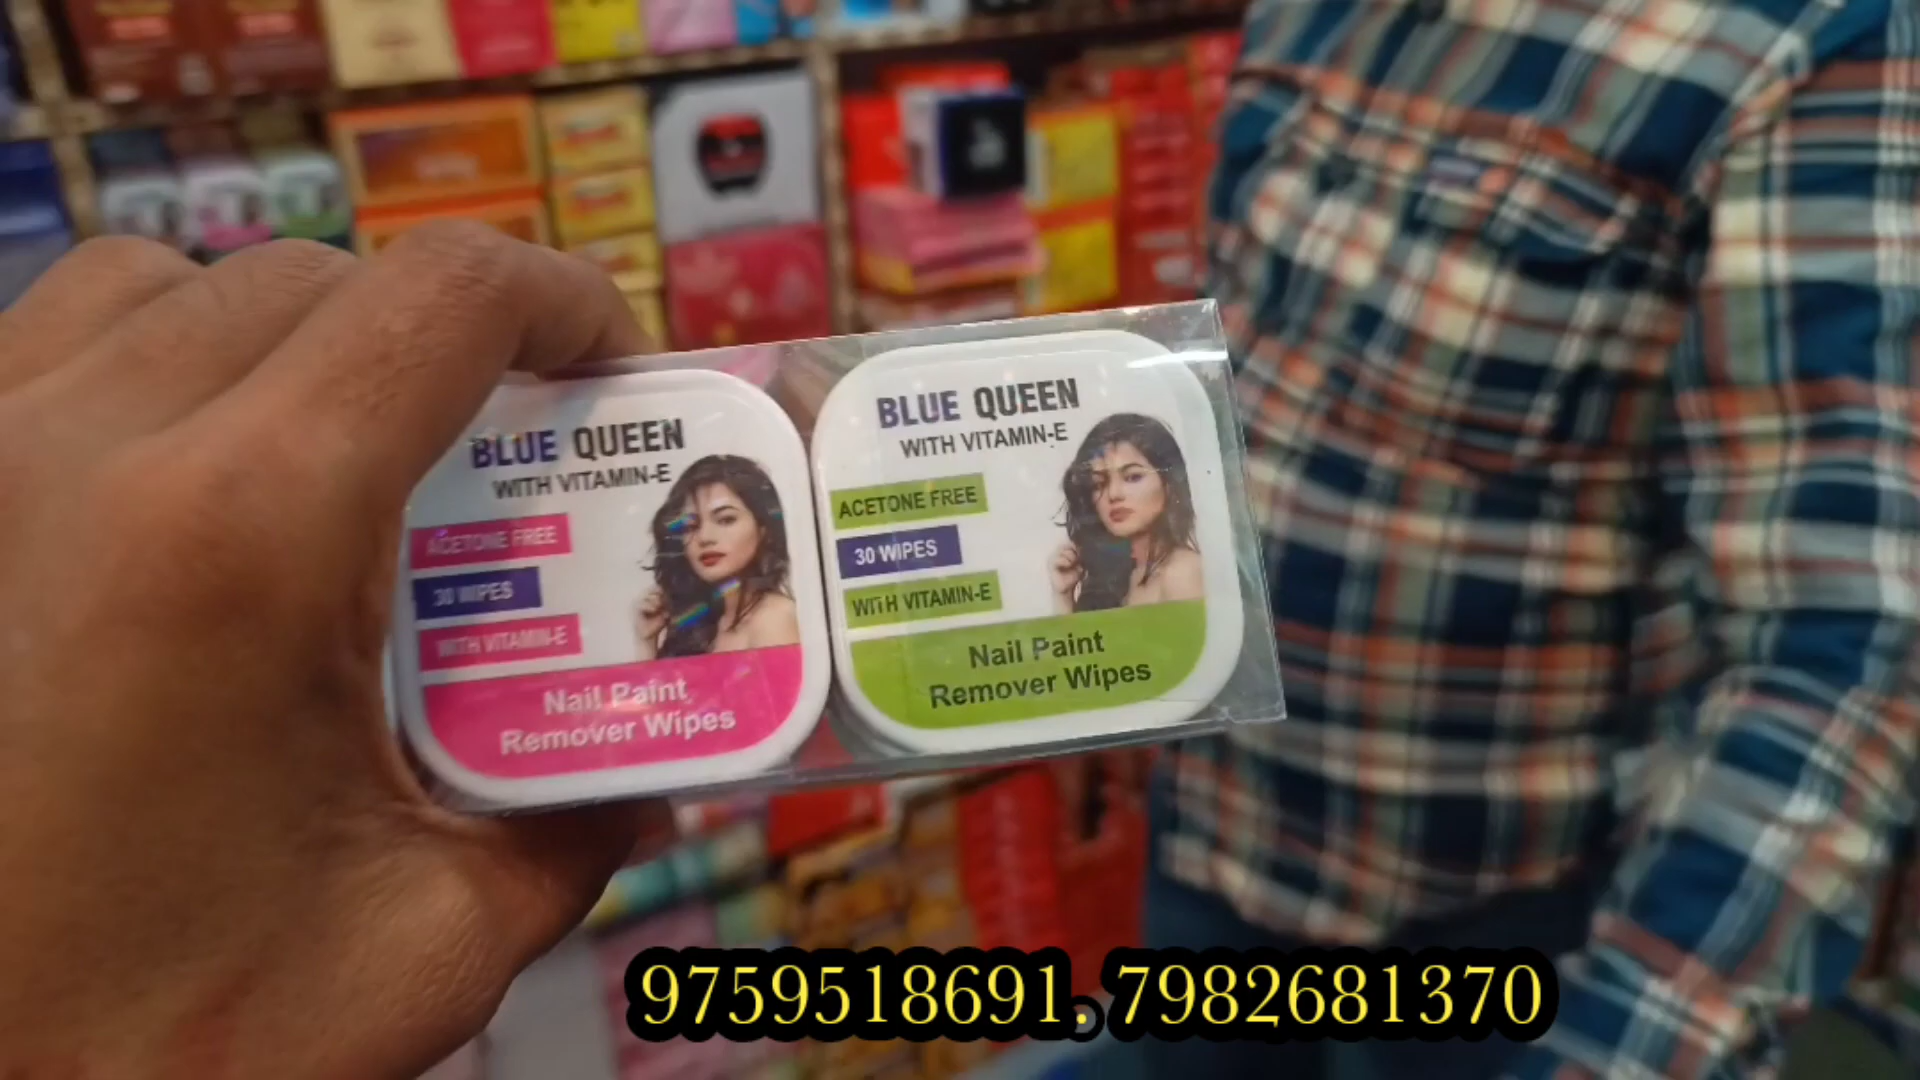 BLUE QUEEN
WITH VITAMIN-E
ACETONE FREE
30 WIPES
WITH VITAMIN-E
Nail Paint
Remover Wipes
BLUE QUEEN
WITH VITAMIN-E
ACETONE FREE
30 WIPES
WITH VITAMIN-E
Nail Paint
Remover Wipes
9759518691. 7982681370